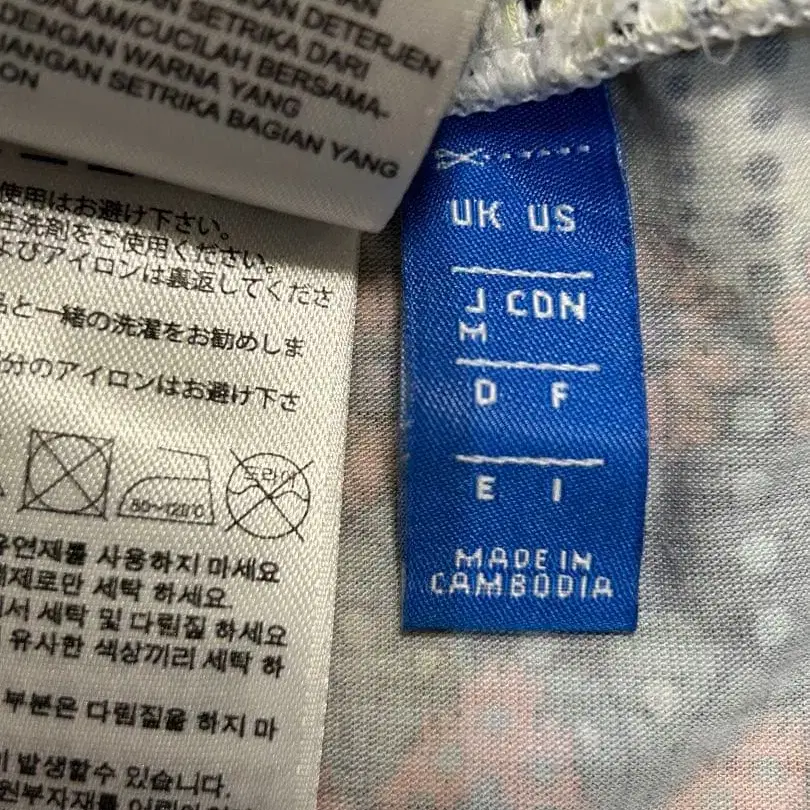 KAN DETERJEN
DALAM/CUCILAH BERSAMA-
DENGAN WARNA YANG
JANGAN SETRIKA BAGIAN YANG
使用はお避け下さい。
性洗剤をご使用ください。
よびアイロンは裏返してくださ
品と一緒の洗濯をお勧めしま
分のアイロンはお避け下さ
80~120℃
드라이
유연제를 사용하지 마세요
제로만 세탁 하세요.
서 세탁 및 다림질 하세요
유사한 색상끼리 세탁 하
부분은 다림질을 하지 마
이 발생할수 있습니다.
UK US
J CDN
M
D F
E I
MADE IN
CAMBODIA